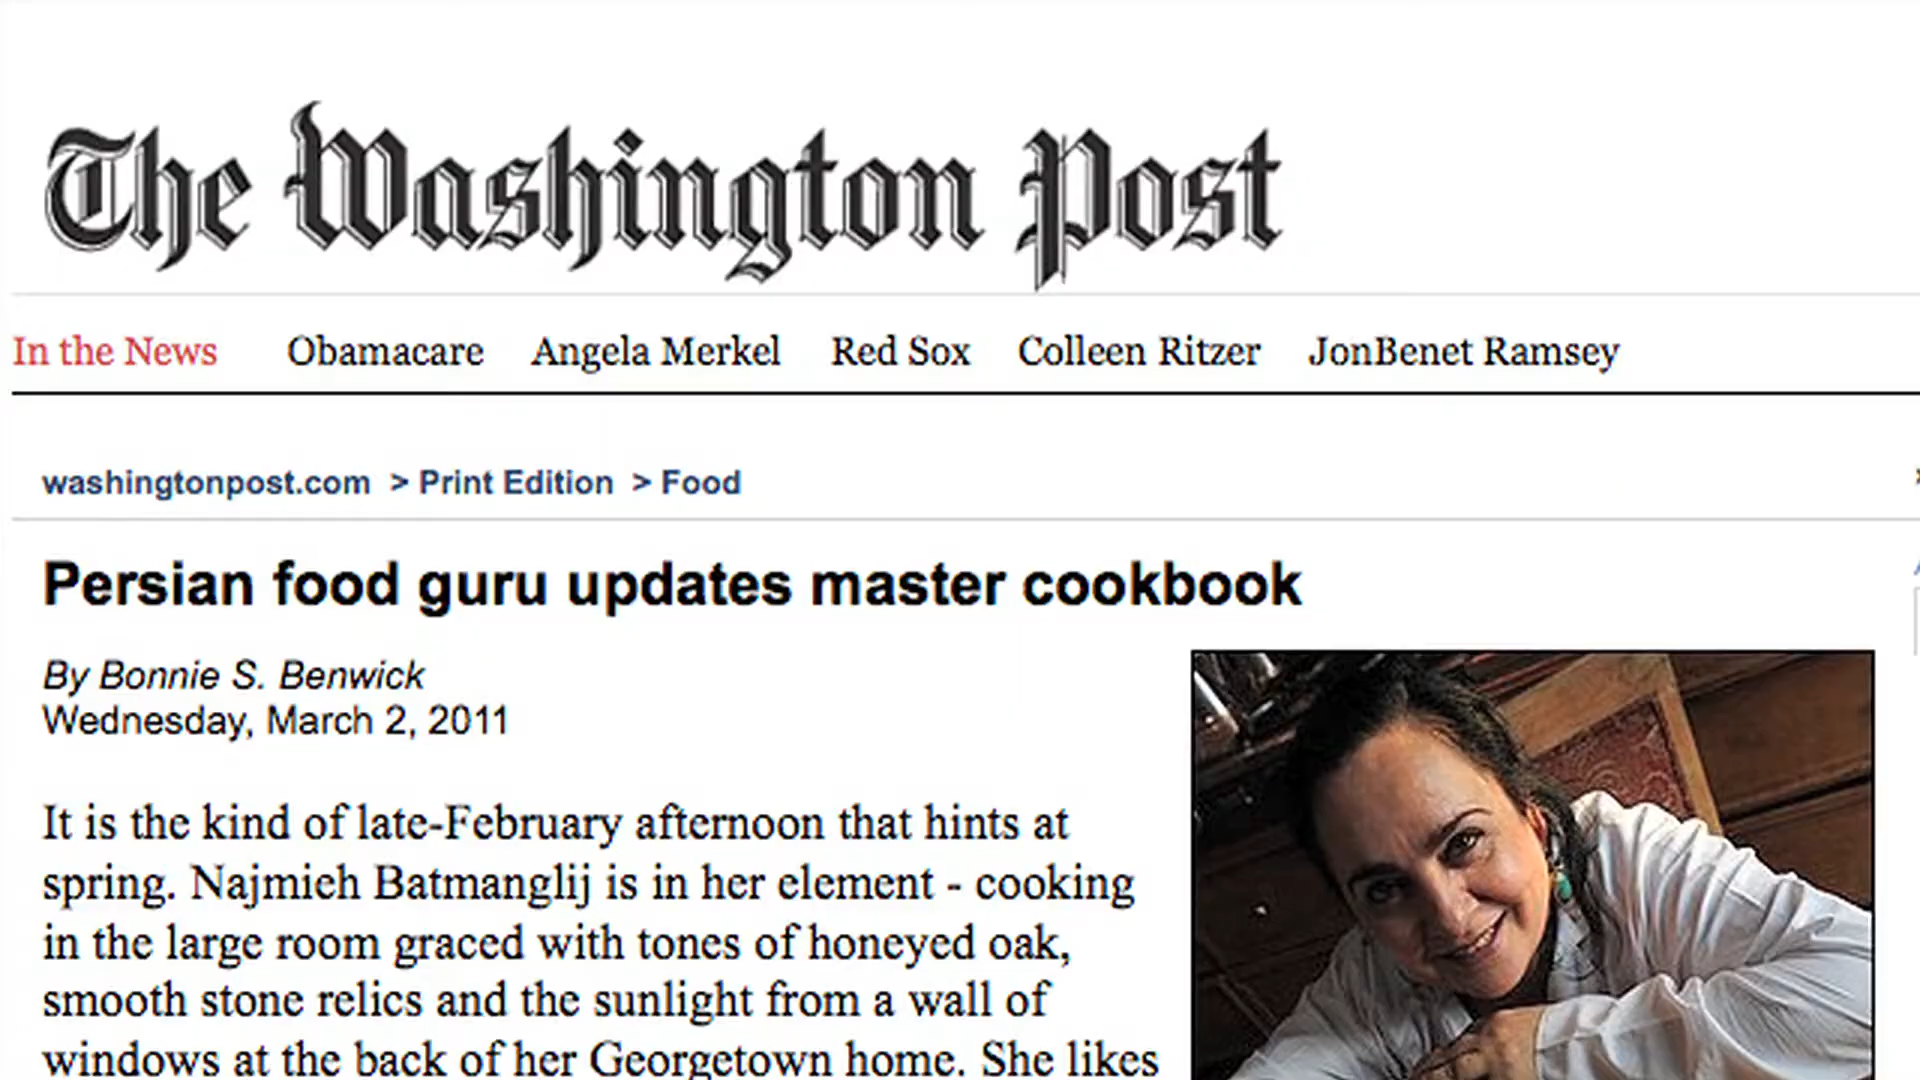 The Washington Post
In the News Obamacare Angela Merkel Red Sox Colleen Ritzer JonBenet Ramsey
washingtonpost.com > Print Edition > Food
Persian food guru updates master cookbook
By Bonnie S. Benwick
Wednesday, March 2, 2011
It is the kind of late-February afternoon that hints at
spring. Najmieh Batmanglij is in her element - cooking
in the large room graced with tones of honeyed oak,
smooth stone relics and the sunlight from a wall of
windows at the back of her Georgetown home. She likes